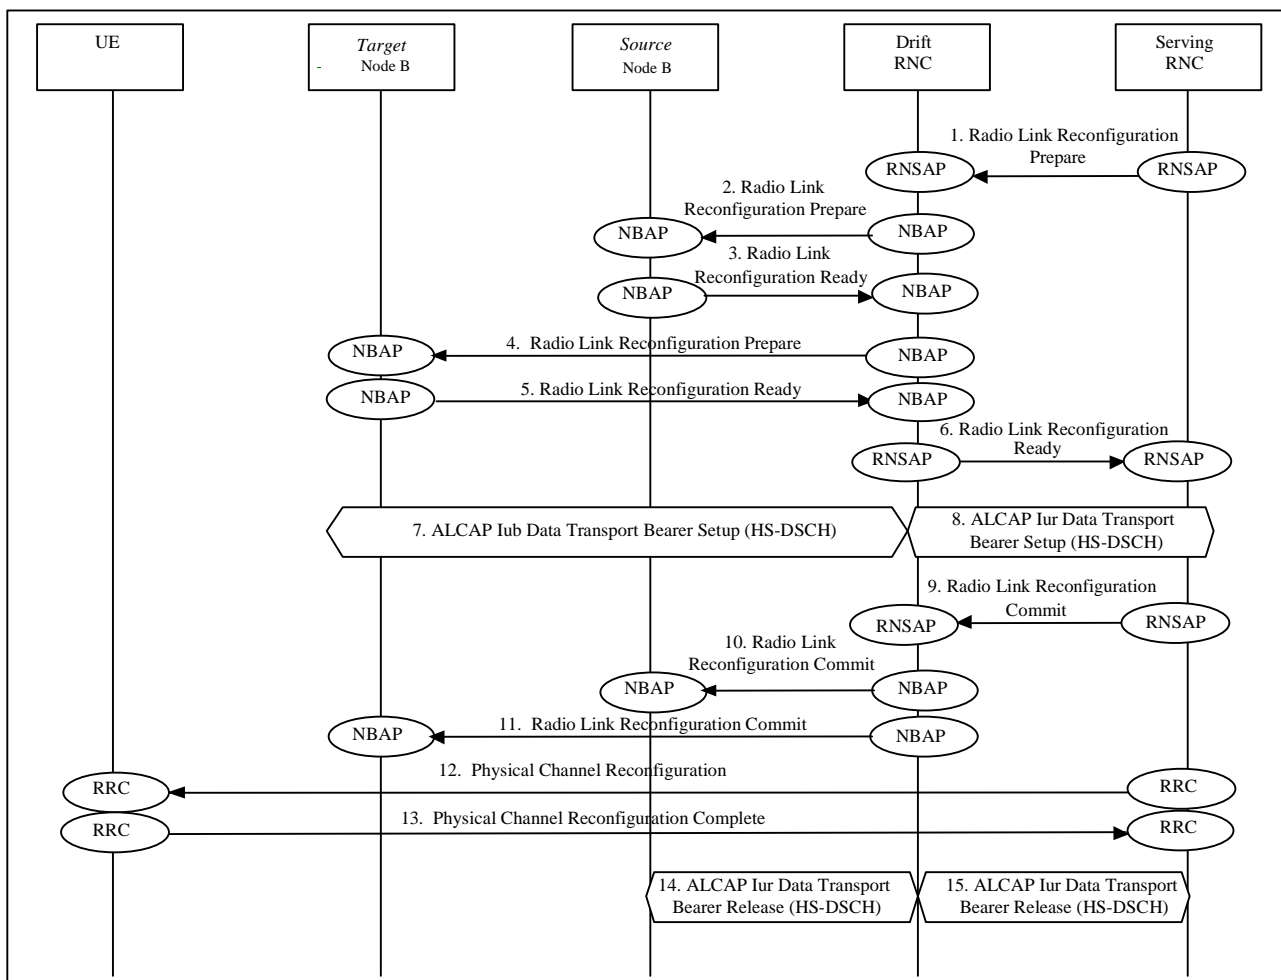 UE
Target
- Node B
Source
Node B
Drift
RNC
Serving
RNC
1. Radio Link Reconfiguration
Prepare
RNSAP
RNSAP
2. Radio Link
Reconfiguration Prepare
NBAP
NBAP
3. Radio Link
Reconfiguration Ready
NBAP
NBAP
4. Radio Link Reconfiguration Prepare
NBAP
NBAP
5. Radio Link Reconfiguration Ready
NBAP
NBAP
6. Radio Link Reconfiguration
Ready
RNSAP
RNSAP
7. ALCAP Iub Data Transport Bearer Setup (HS-DSCH)
8. ALCAP Iur Data Transport
Bearer Setup (HS-DSCH)
9. Radio Link Reconfiguration
Commit
RNSAP
RNSAP
10. Radio Link
Reconfiguration Commit
NBAP
NBAP
11. Radio Link Reconfiguration Commit
NBAP
NBAP
12. Physical Channel Reconfiguration
RRC
RRC
13. Physical Channel Reconfiguration Complete
RRC
RRC
14. ALCAP Iur Data Transport
Bearer Release (HS-DSCH)
15. ALCAP Iur Data Transport
Bearer Release (HS-DSCH)